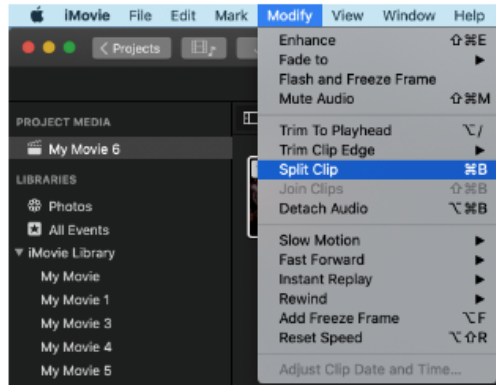 iMovie File Edit Mark Modify View Window Help
Projects
PROJECT MEDIA
My Movie 6
LIBRARIES
Photos
All Events
iMovie Library
My Movie
My Movie 1
My Movie 3
My Movie 4
My Movie 5
Enhance ⇧⌘E
Fade to
Flash and Freeze Frame
Mute Audio ⇧⌘M
Trim To Playhead ⌥/
Trim Clip Edge
Split Clip ⌘B
Join Clips ⇧⌘B
Detach Audio ⌥⌘B
Slow Motion
Fast Forward
Instant Replay
Rewind
Add Freeze Frame ⌥F
Reset Speed ⌥⇧R
Adjust Clip Date and Time...